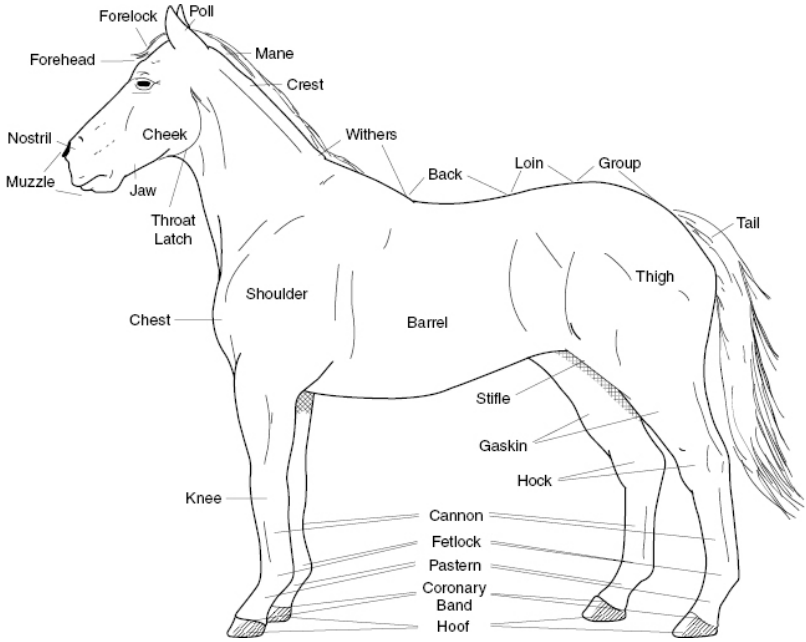 Forelock
Poll
Forehead
Mane
Crest
Nostril
Cheek
Withers
Muzzle
Jaw
Back
Loin
Group
Throat
Latch
Tail
Shoulder
Thigh
Chest
Barrel
Stifle
Gaskin
Hock
Knee
Cannon
Fetlock
Pastern
Coronary
Band
Hoof